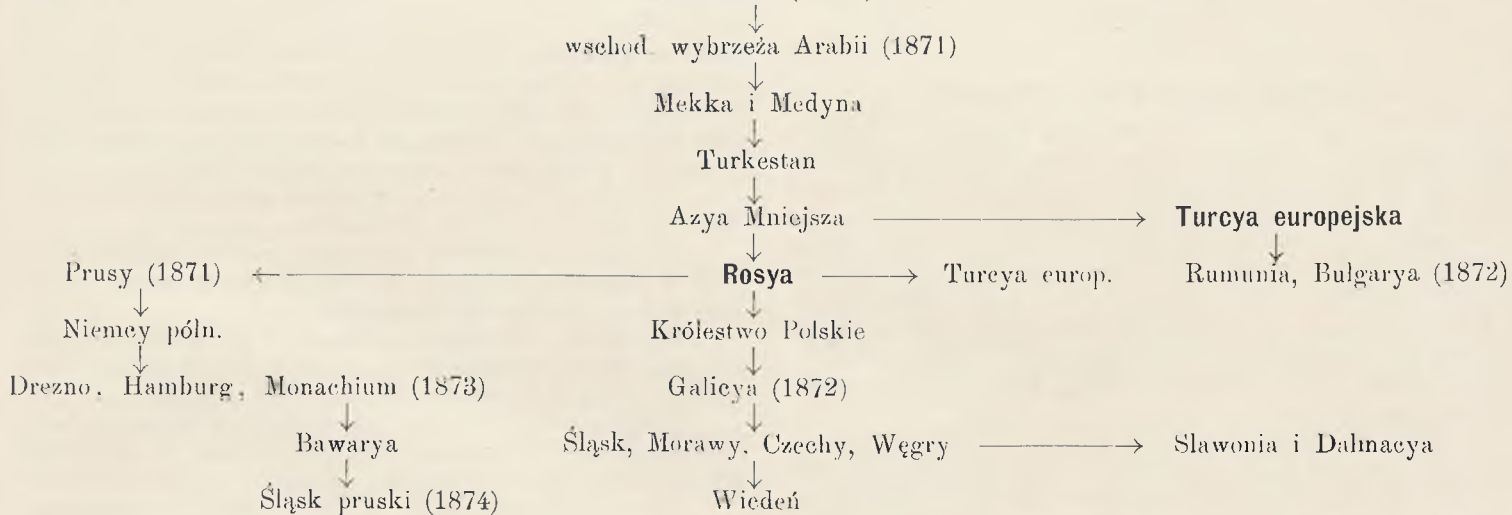 wschod. wybrzeża Arabii (1871)
Mekka i Medyna
Turkestan
Azya Mniejsza Turcya europejska
Prusy (1871) Rosya Turcya europ. Rumunia, Bulgarya (1872)
Niemcy półn. Królestwo Polskie
Drezno, Hamburg, Monachium (1873) Galicya (1872)
Bawarya Śląsk, Morawy, Czechy, Węgry Slawonia i Dalmacya
Śląsk pruski (1874) Wiedeń